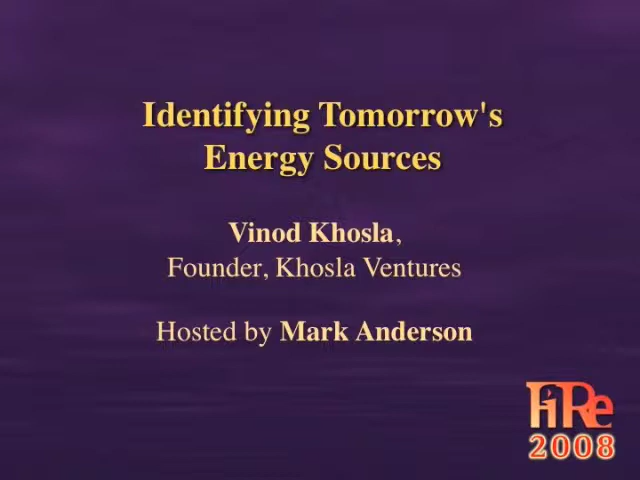 Identifying Tomorrow's
Energy Sources
Vinod Khosla,
Founder, Khosla Ventures
Hosted by Mark Anderson
FiRe
2008